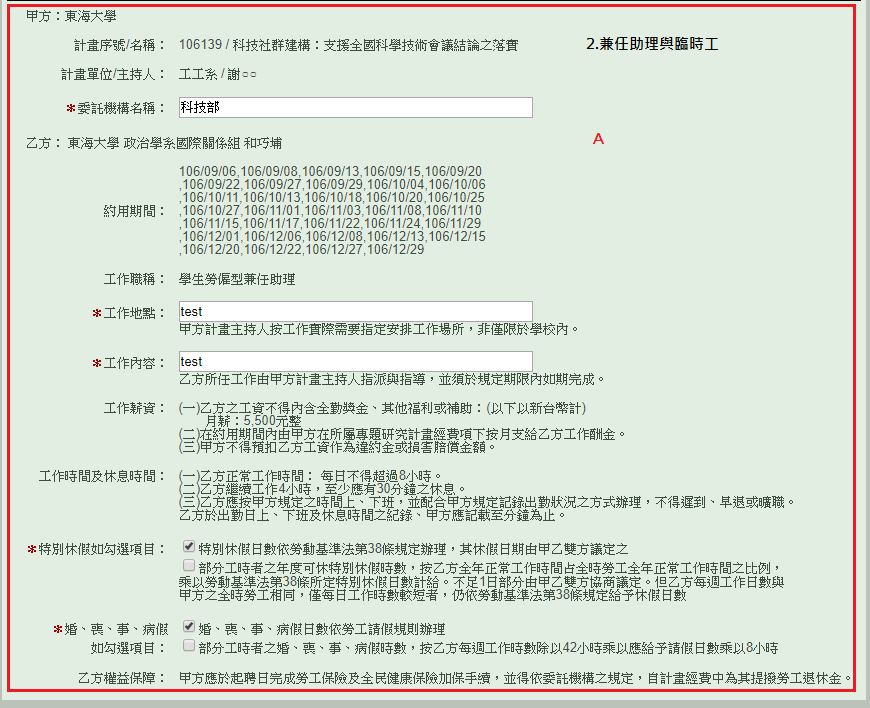 甲方：東海大學
計畫序號/名稱： 106139 / 科技社群建構：支援全國科學技術會議結論之落實
2.兼任助理與臨時工
計畫單位/主持人： 工工系 / 謝○○
*委託機構名稱： 科技部
乙方： 東海大學 政治學系國際關係組 和巧埔
A
106/09/06,106/09/08,106/09/13,106/09/15,106/09/20
,106/09/22,106/09/27,106/09/29,106/10/04,106/10/06
,106/10/11,106/10/13,106/10/18,106/10/20,106/10/25
約用期間： ,106/10/27,106/11/01,106/11/03,106/11/08,106/11/10
,106/11/15,106/11/17,106/11/22,106/11/24,106/11/29
,106/12/01,106/12/06,106/12/08,106/12/13,106/12/15
,106/12/20,106/12/22,106/12/27,106/12/29
工作職稱： 學生勞僱型兼任助理
*工作地點： test
甲方計畫主持人按工作實際需要指定安排工作場所，非僅限於學校內。
*工作內容： test
乙方所任工作由甲方計畫主持人指派與指導，並須於規定期限內如期完成。
工作薪資： (一)乙方之工資不得內含全勤獎金、其他福利或補助：(以下以新台幣計)
月薪：5,500元整
(二)在約用期間內由甲方在所屬專題研究計畫經費項下按月支給乙方工作酬金。
(三)甲方不得預扣乙方工資作為違約金或損害賠償金額。
工作時間及休息時間： (一)乙方正常工作時間： 每日不得超過8小時。
(二)乙方繼續工作4小時，至少應有30分鐘之休息。
(三)乙方應按甲方規定之時間上、下班，並配合甲方規定記錄出勤狀況之方式辦理，不得遲到、早退或曠職。
乙方於出勤日上、下班及休息時間之紀錄、甲方應記載至分鐘為止。
*特別休假如勾選項目： 特別休假日數依勞動基準法第38條規定辦理，其休假日期由甲乙雙方議定之
部分工時者之年度可休特別休假時數，按乙方全年正常工作時間占全時勞工全年正常工作時間之比例，
乘以勞動基準法第38條所定特別休假日數計給。不足1日部分由甲乙雙方協商議定。但乙方每週工作日數與
甲方之全時勞工相同，僅每日工作時數較短者，仍依勞動基準法第38條規定給予休假日數
*婚、喪、事、病假 婚、喪、事、病假日數依勞工請假規則辦理
如勾選項目： 部分工時者之婚、喪、事、病假時數，按乙方每週工作時數除以42小時乘以應給予請假日數乘以8小時
乙方權益保障： 甲方應於起聘日完成勞工保險及全民健康保險加保手續，並得依委託機構之規定，自計畫經費中為其提撥勞工退休金。